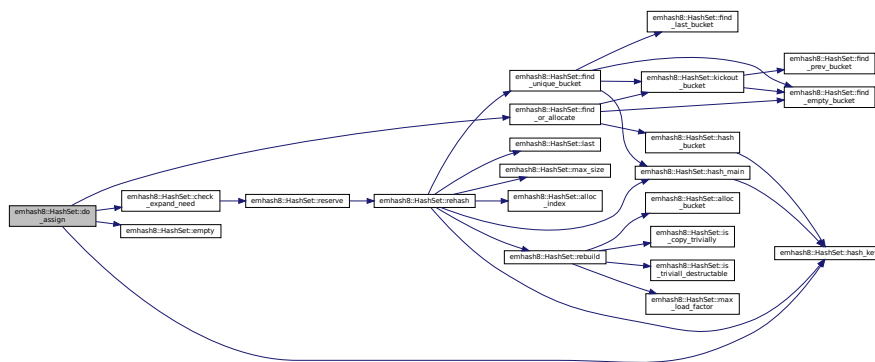 emhash8::HashSet::do
_assign
emhash8::HashSet::check
_expand_need
emhash8::HashSet::empty
emhash8::HashSet::reserve
emhash8::HashSet::rehash
emhash8::HashSet::find
_unique_bucket
emhash8::HashSet::find
_or_allocate
emhash8::HashSet::last
emhash8::HashSet::max_size
emhash8::HashSet::alloc
_index
emhash8::HashSet::rebuild
emhash8::HashSet::find
_last_bucket
emhash8::HashSet::kickout
_bucket
emhash8::HashSet::hash
_bucket
emhash8::HashSet::hash_main
emhash8::HashSet::alloc
_bucket
emhash8::HashSet::is
_copy_trivially
emhash8::HashSet::is
_triviall_destructable
emhash8::HashSet::max
_load_factor
emhash8::HashSet::find
_prev_bucket
emhash8::HashSet::find
_empty_bucket
emhash8::HashSet::hash_key